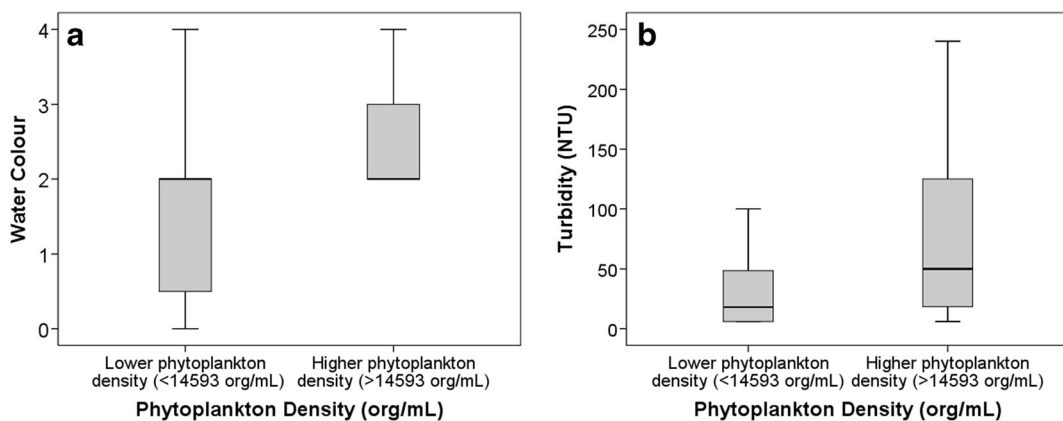 a
Water Colour
4
3
2
1
0
Lower phytoplankton
density (<14593 org/mL)
Higher phytoplankton
density (>14593 org/mL)
Phytoplankton Density (org/mL)
b
Turbidity (NTU)
250
200
150
100
50
0
Lower phytoplankton
density (<14593 org/mL)
Higher phytoplankton
density (>14593 org/mL)
Phytoplankton Density (org/mL)